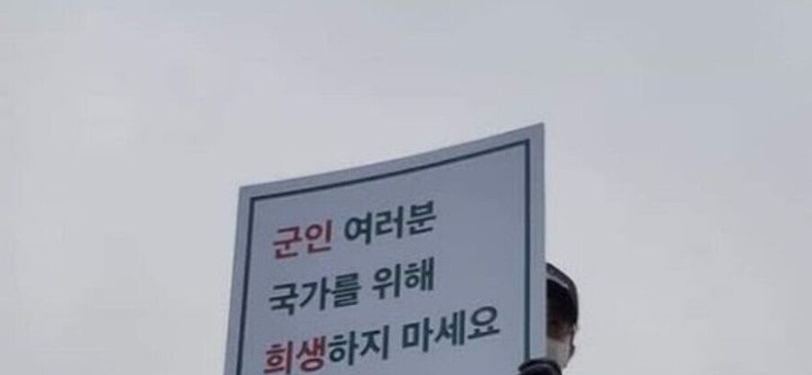 군인 여러분
국가를 위해
희생하지 마세요